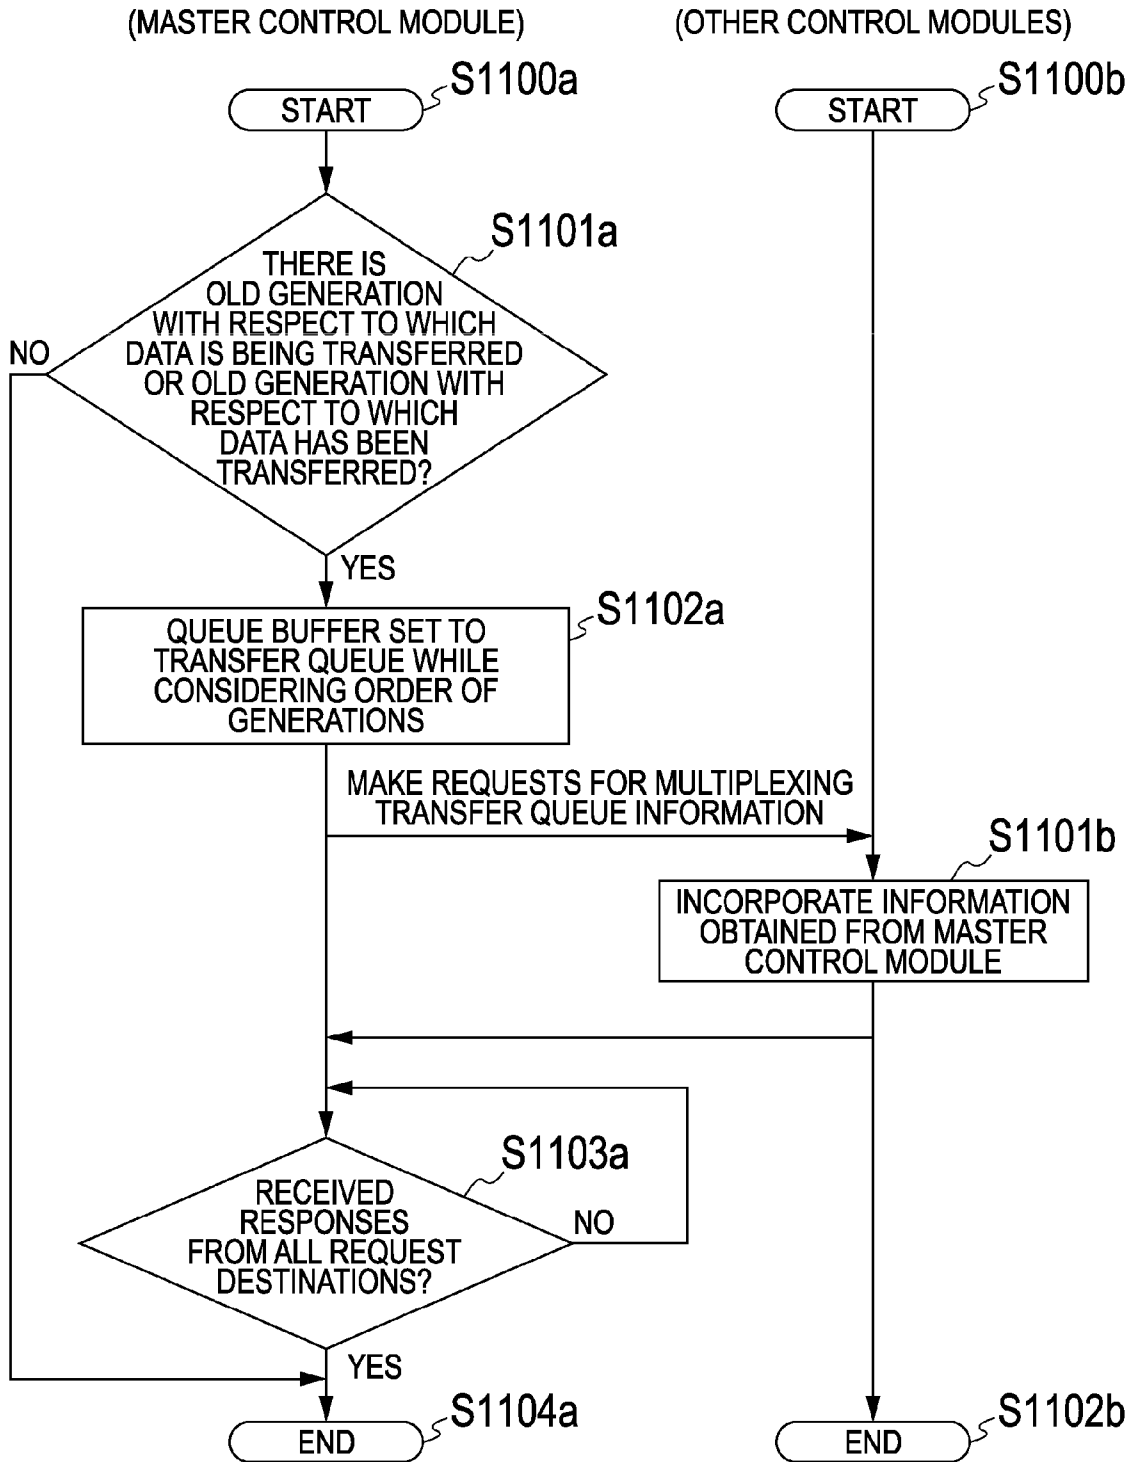 (MASTER CONTROL MODULE)
(OTHER CONTROL MODULES)
S1100a
START
S1100b
START
S1101a
THERE IS
OLD GENERATION
WITH RESPECT TO WHICH
DATA IS BEING TRANSFERRED
OR OLD GENERATION WITH
RESPECT TO WHICH
DATA HAS BEEN
TRANSFERRED?
NO
YES
S1102a
QUEUE BUFFER SET TO
TRANSFER QUEUE WHILE
CONSIDERING ORDER OF
GENERATIONS
MAKE REQUESTS FOR MULTIPLEXING
TRANSFER QUEUE INFORMATION
S1101b
INCORPORATE INFORMATION
OBTAINED FROM MASTER
CONTROL MODULE
S1103a
RECEIVED
RESPONSES
FROM ALL REQUEST
DESTINATIONS?
NO
YES
S1104a
END
S1102b
END